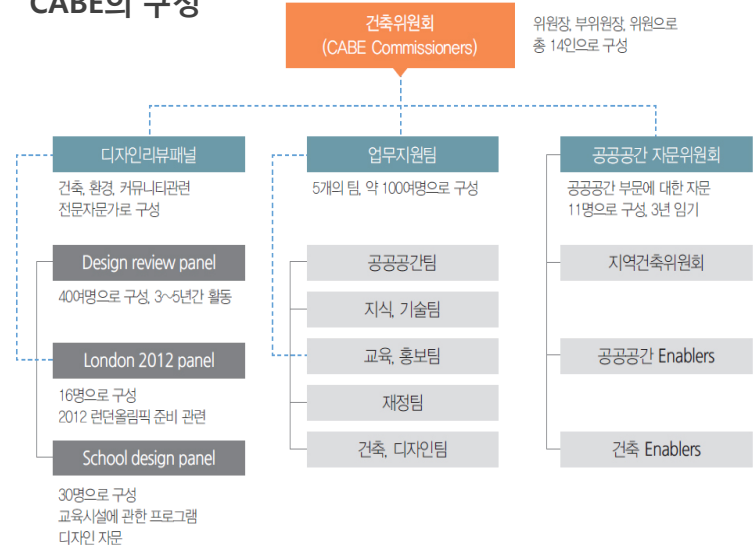 CABE의 구성
건축위원회
(CABE Commissioners)
위원장, 부위원장, 위원으로
총 14인으로 구성
디자인리뷰패널
건축, 환경, 커뮤니티관련
전문자문가로 구성
Design review panel
40여명으로 구성, 3~5년간 활동
London 2012 panel
16명으로 구성
2012 런던올림픽 준비 관련
School design panel
30명으로 구성
교육시설에 관한 프로그램
디자인 자문
업무지원팀
5개의 팀, 약 100여명으로 구성
공공공간팀
지식, 기술팀
교육, 홍보팀
재정팀
건축, 디자인팀
공공공간 자문위원회
공공공간 부문에 대한 자문
11명으로 구성, 3년 임기
지역건축위원회
공공공간 Enablers
건축 Enablers